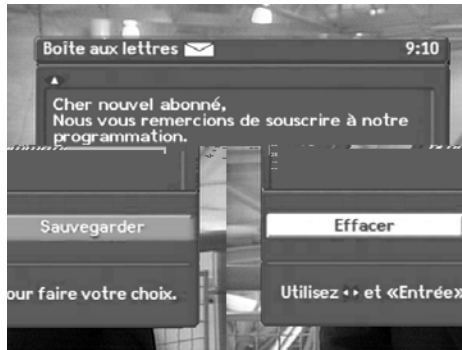 Boîte aux lettres 9:10
Cher nouvel abonné,
Nous vous remercions de souscrire à notre
programmation.
Sauvegarder
Effacer
our faire votre choix.
Utilisez et «Entrée»